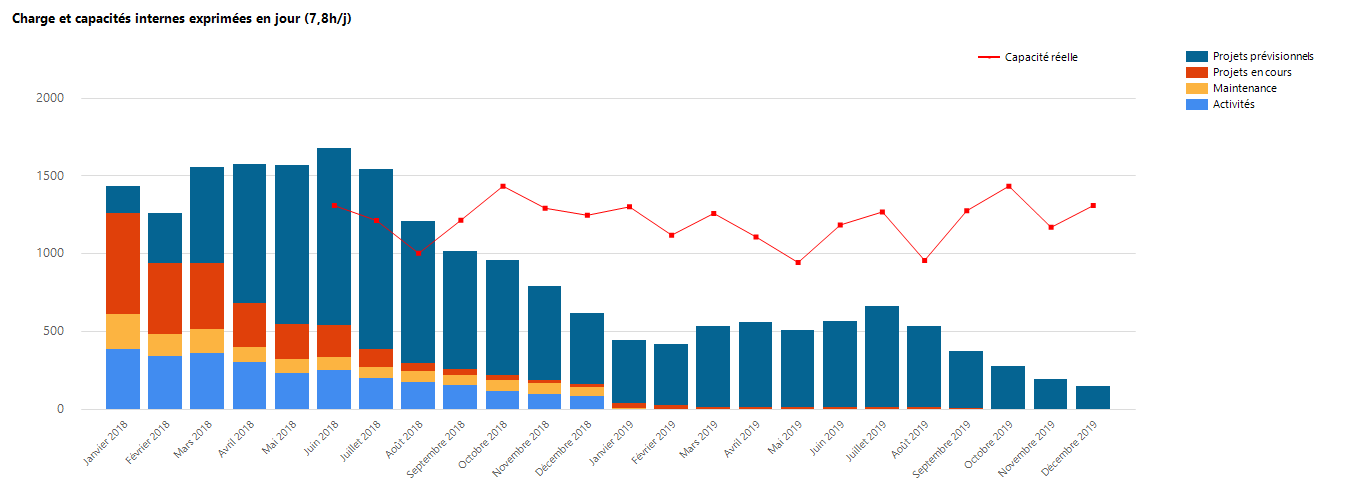 Charge et capacités internes exprimées en jour (7,8h/j)
Capacité réelle
Projets prévisionnels
Projets en cours
Maintenance
Activités
2000
1500
1000
500
0
Janvier 2018
Février 2018
Mars 2018
Avril 2018
Mai 2018
Juin 2018
Juillet 2018
Août 2018
Septembre 2018
Octobre 2018
Novembre 2018
Décembre 2018
Janvier 2019
Février 2019
Mars 2019
Avril 2019
Mai 2019
Juin 2019
Juillet 2019
Août 2019
Septembre 2019
Octobre 2019
Novembre 2019
Décembre 2019